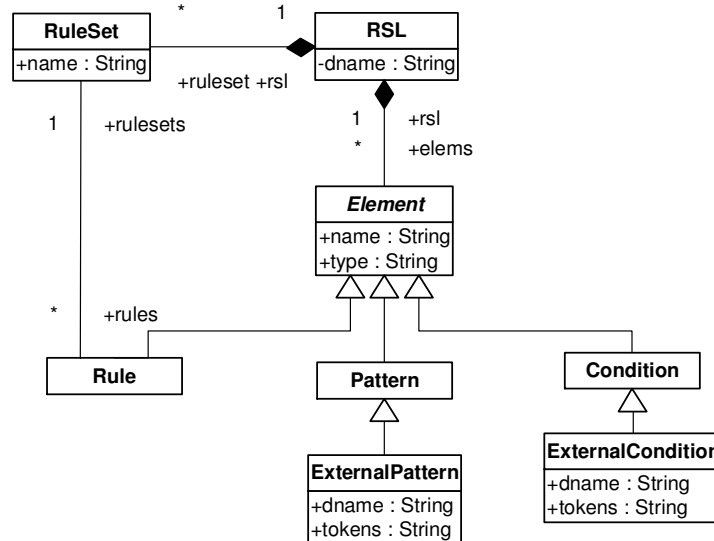 * 1
RuleSet
+name : String
RSL
-dname : String
+ruleset +rsl
1 +rulesets
1 +rsl
* +elems
Element
+name : String
+type : String
* +rules
Rule
Pattern
Condition
ExternalPattern
+dname : String
+tokens : String
ExternalCondition
+dname : String
+tokens : String